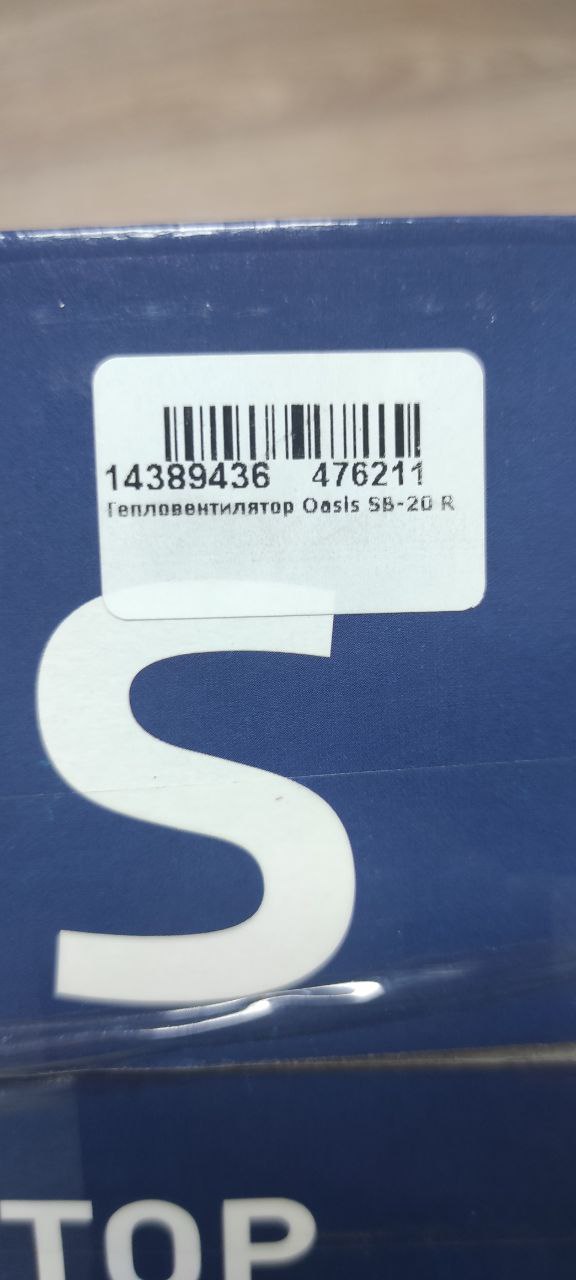 14389436 476211
Тепловентилятор Oasis SB-20 R
S
ТОР